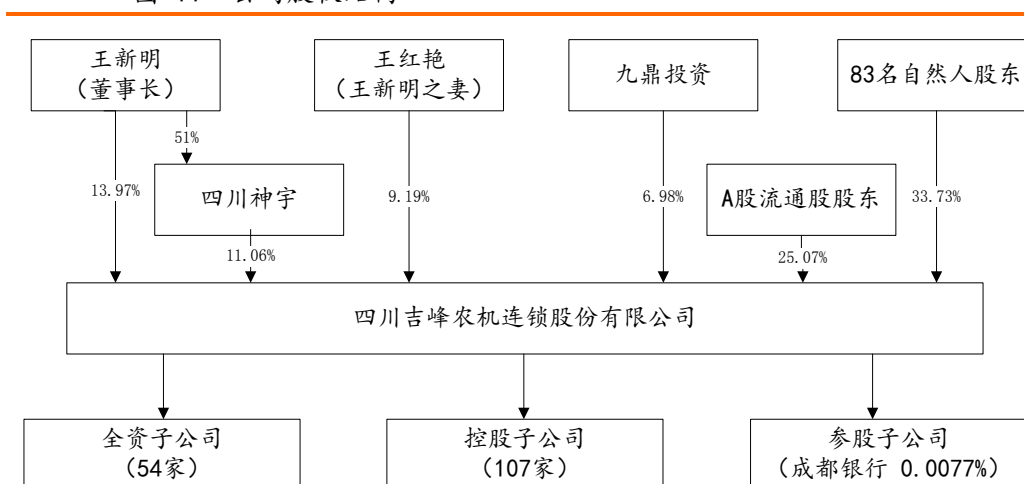 王新明
（董事长）
王红艳
（王新明之妻）
九鼎投资
83名自然人股东
51%
13.97%
四川神宇
9.19%
6.98%
A股流通股股东
33.73%
11.06%
25.07%
四川吉峰农机连锁股份有限公司
全资子公司
（54家）
控股子公司
（107家）
参股子公司
（成都银行 0.0077%）